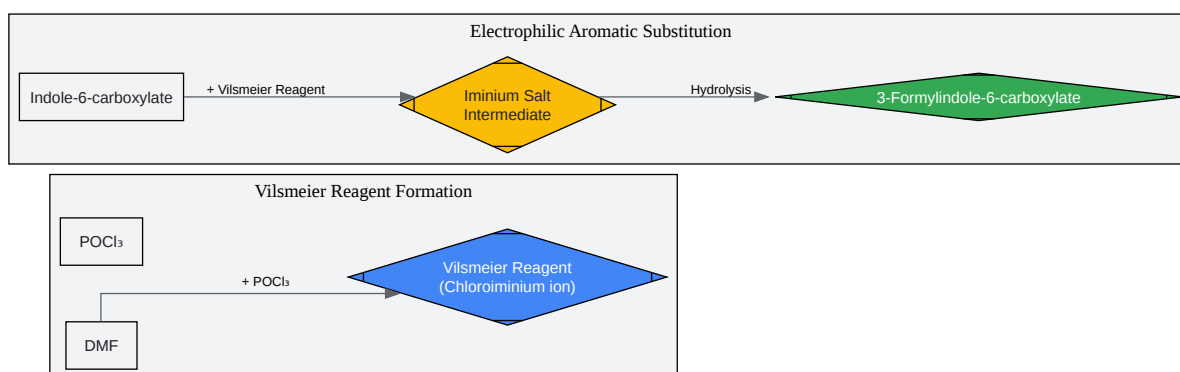 Electrophilic Aromatic Substitution
Indole-6-carboxylate
+ Vilsmeier Reagent
Iminium Salt
Intermediate
Hydrolysis
3-Formylindole-6-carboxylate
Vilsmeier Reagent Formation
POCl₃
+ POCl₃
Vilsmeier Reagent
(Chloroiminium ion)
DMF